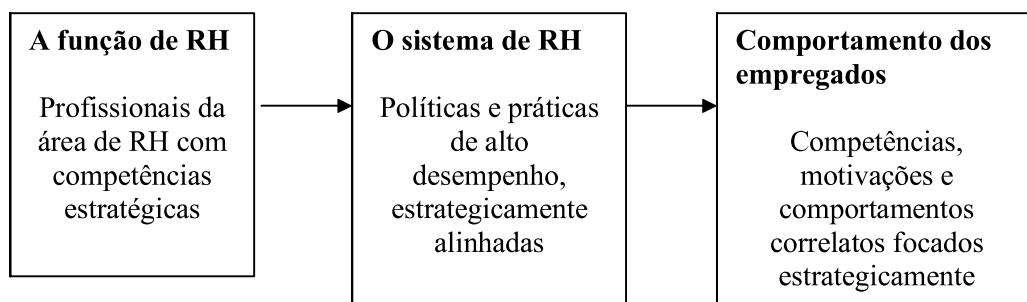 A função de RH
Profissionais da
área de RH com
competências
estratégicas
O sistema de RH
Políticas e práticas
de alto
desempenho,
estrategicamente
alinhadas
Comportamento dos
empregados
Competências,
motivações e
comportamentos
correlatos focados
estrategicamente